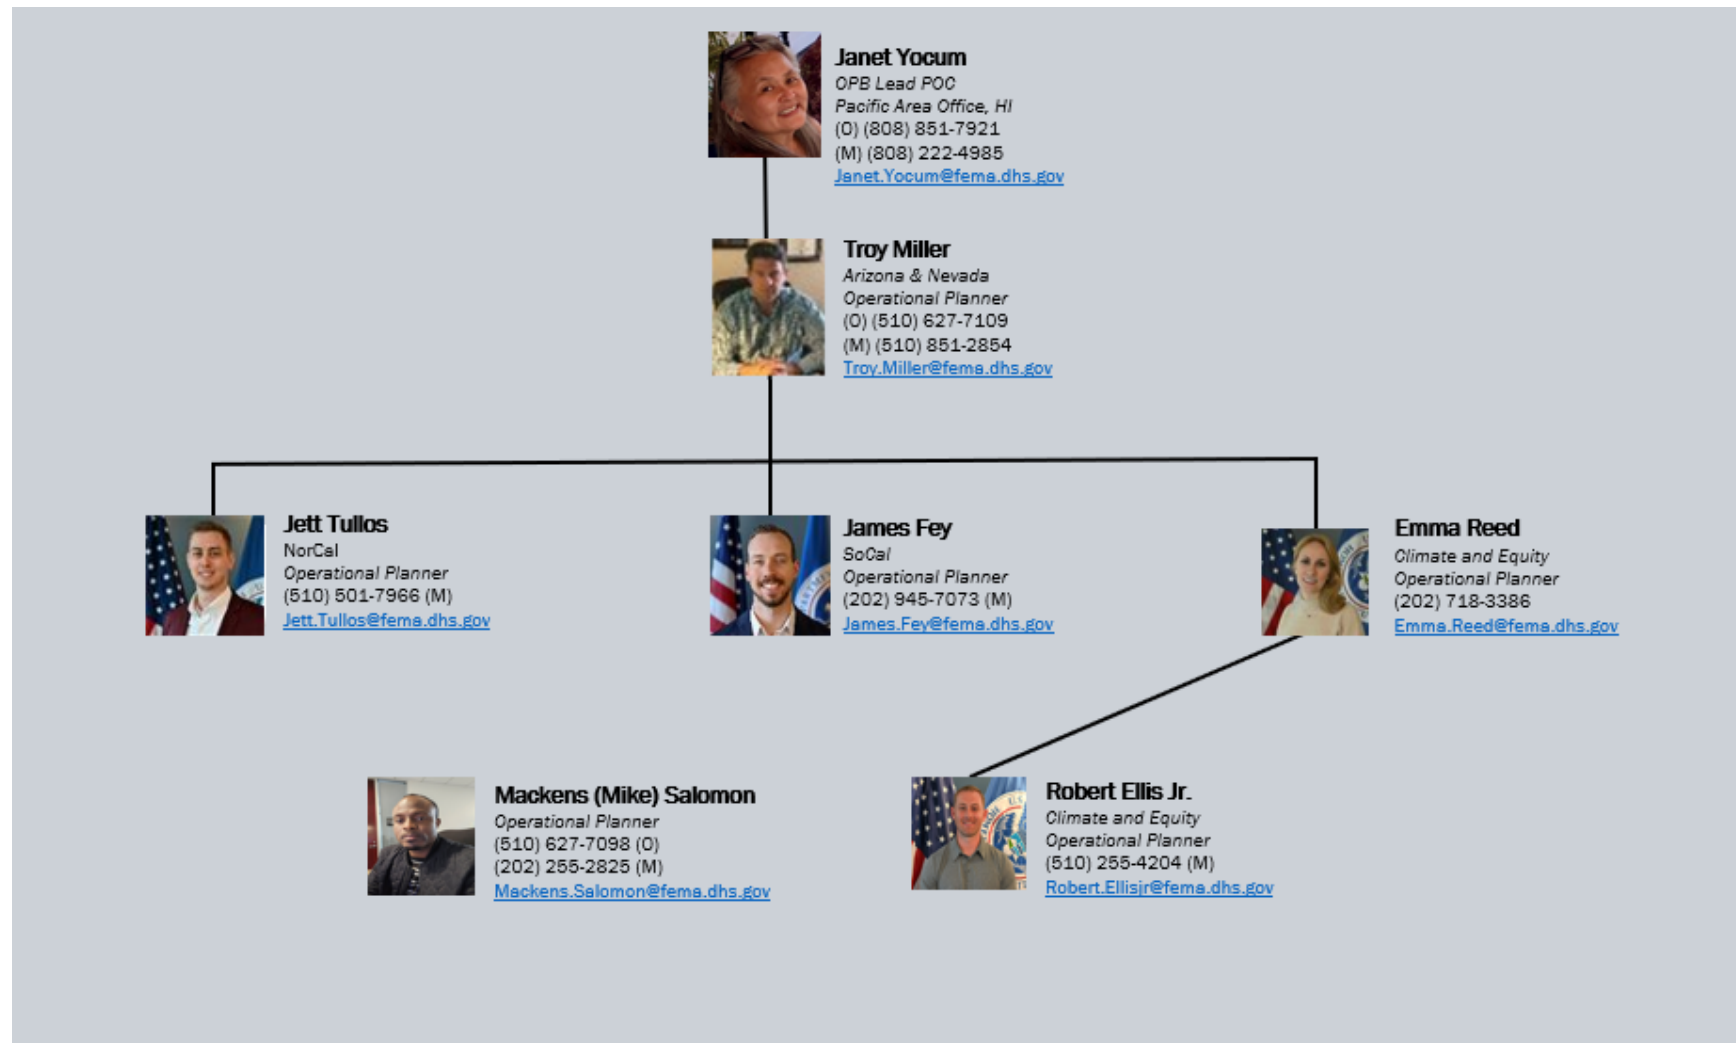 Janet Yocum
OPB Lead POC
Pacific Area Office, HI
(O) (808) 851-7921
(M) (808) 222-4985
Janet.Yocum@fema.dhs.gov
Troy Miller
Arizona & Nevada
Operational Planner
(O) (510) 627-7109
(M) (510) 851-2854
Troy.Miller@fema.dhs.gov
Jett Tullos
NorCal
Operational Planner
(510) 501-7966 (M)
Jett.Tullos@fema.dhs.gov
James Fey
SoCal
Operational Planner
(202) 945-7073 (M)
James.Fey@fema.dhs.gov
Emma Reed
Climate and Equity
Operational Planner
(202) 718-3386
Emma.Reed@fema.dhs.gov
Mackens (Mike) Salomon
Operational Planner
(510) 627-7098 (O)
(202) 255-2825 (M)
Mackens.Salomon@fema.dhs.gov
Robert Ellis Jr.
Climate and Equity
Operational Planner
(510) 255-4204 (M)
Robert.Ellisjr@fema.dhs.gov